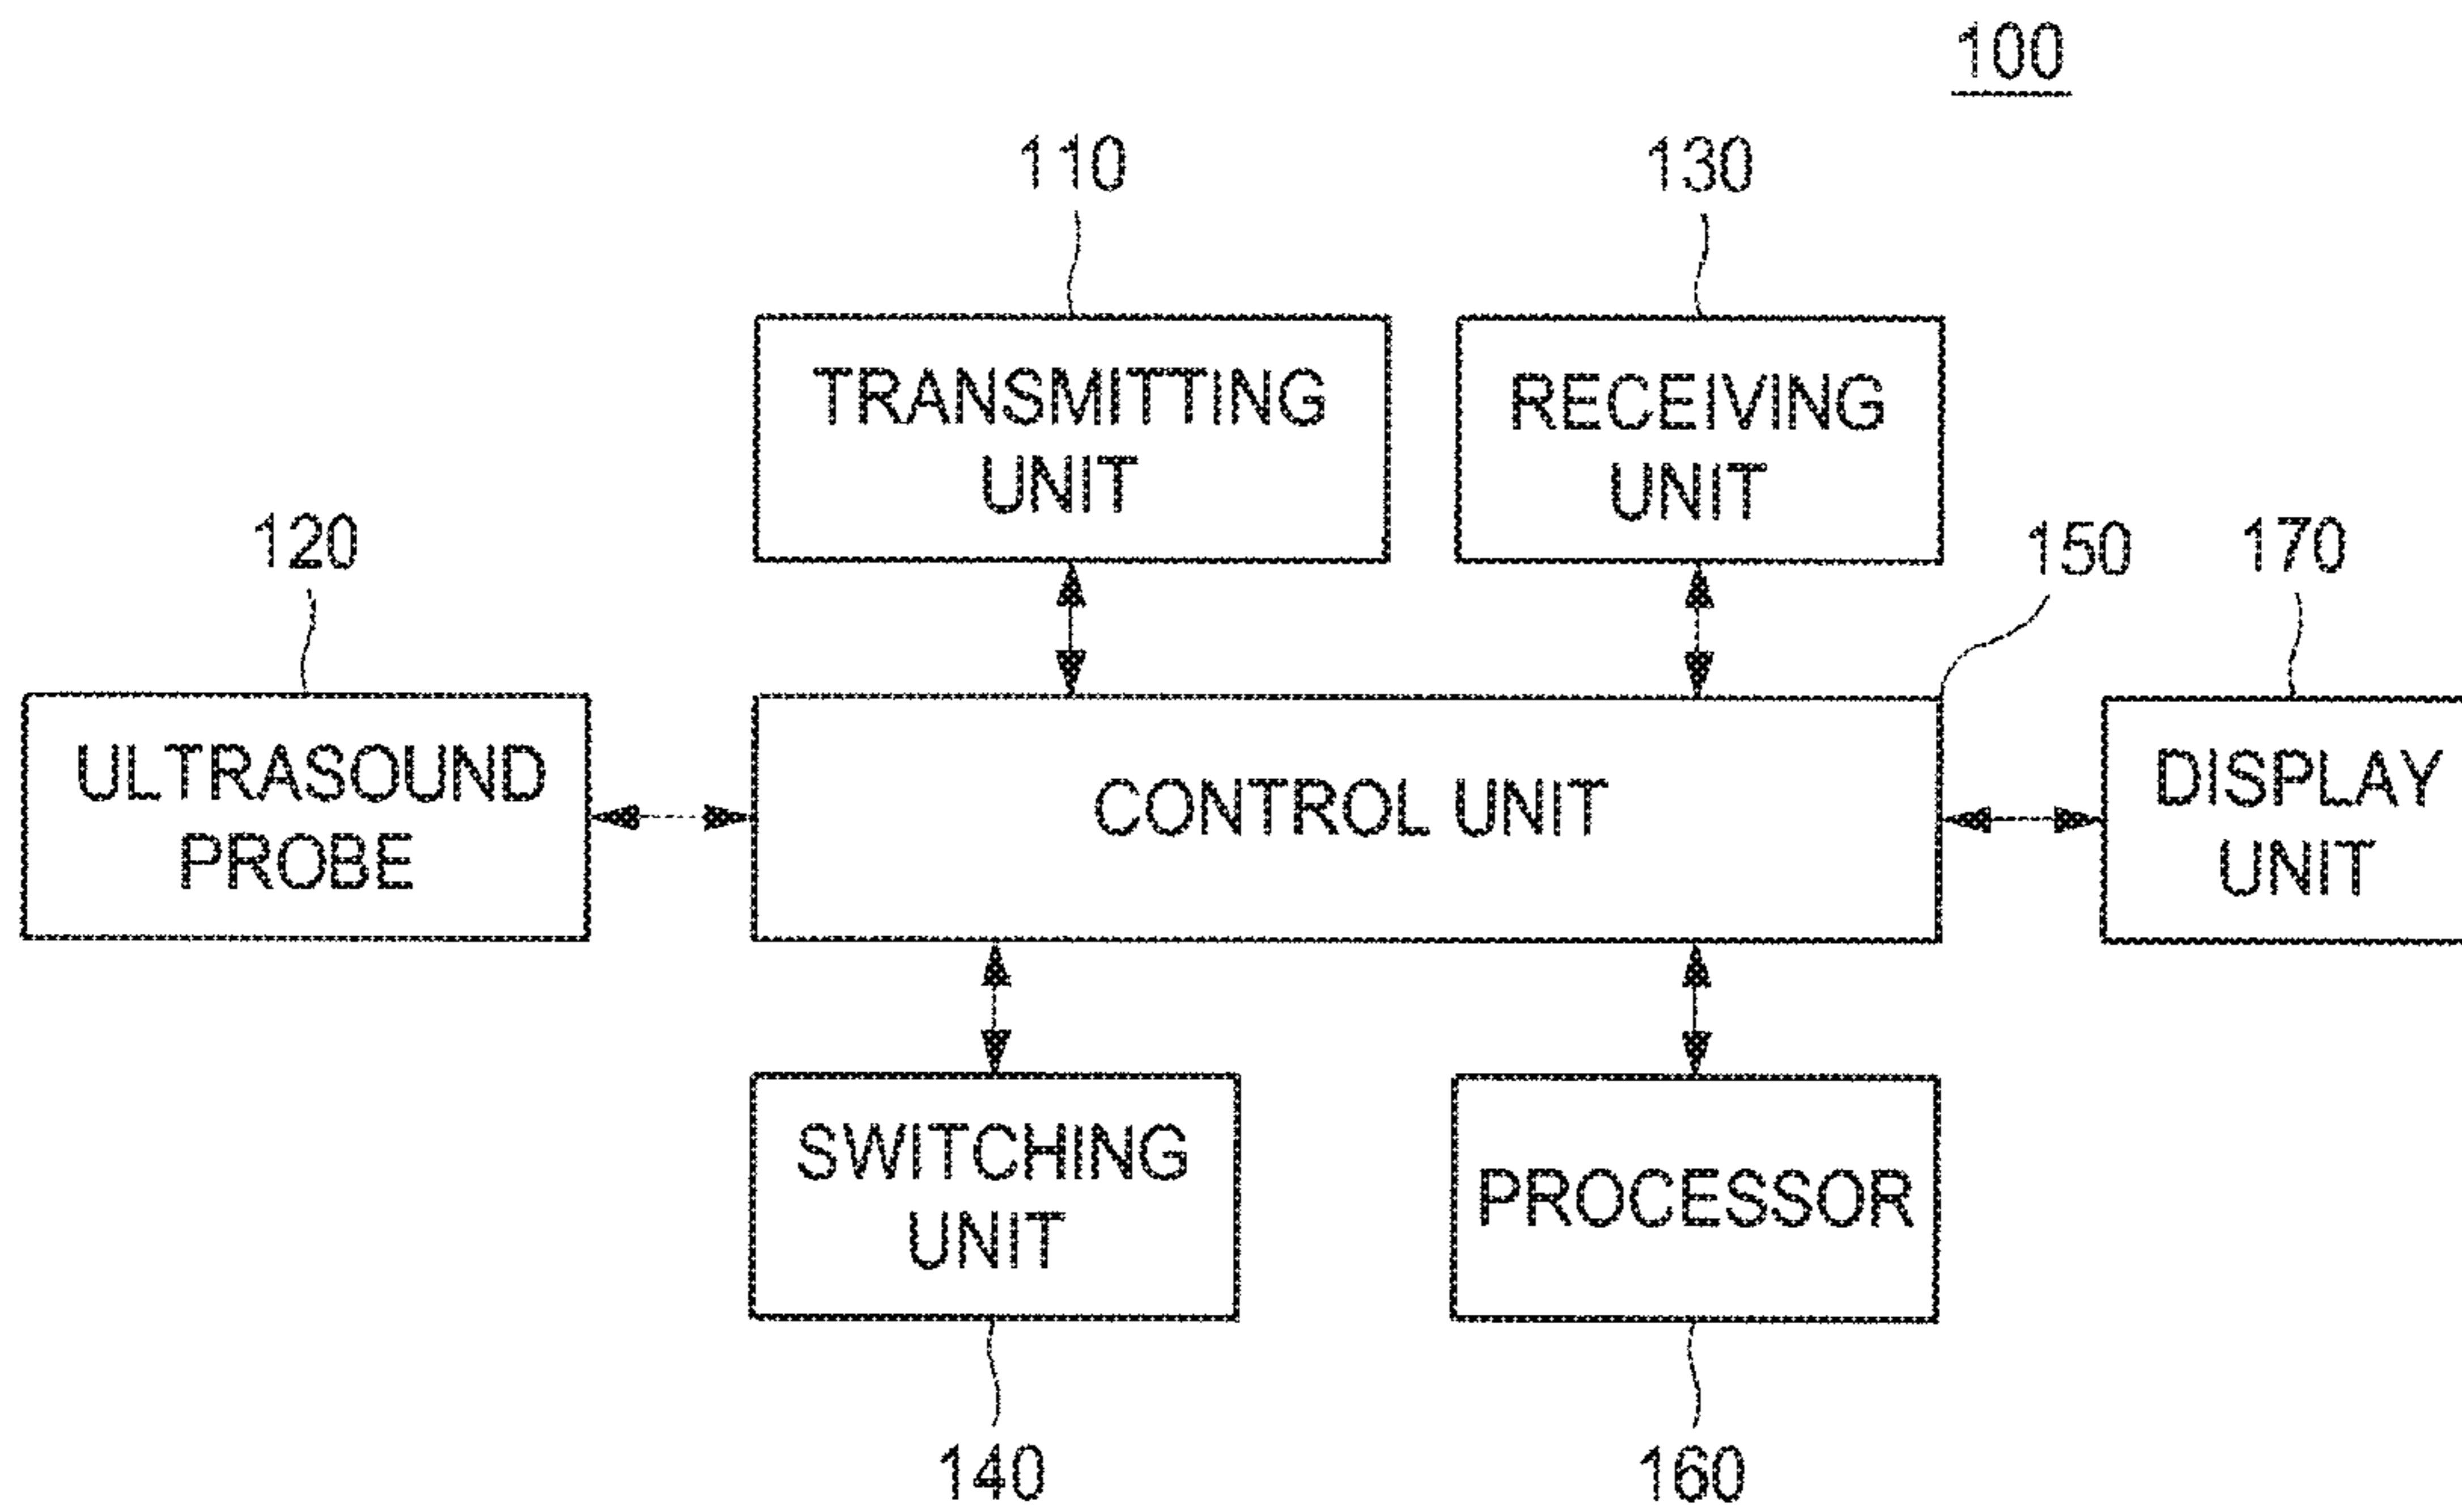 100
110
130
TRANSMITTING
UNIT
RECEIVING
UNIT
120
150
170
ULTRASOUND
PROBE
CONTROL UNIT
DISPLAY
UNIT
SWITCHING
UNIT
PROCESSOR
140
160